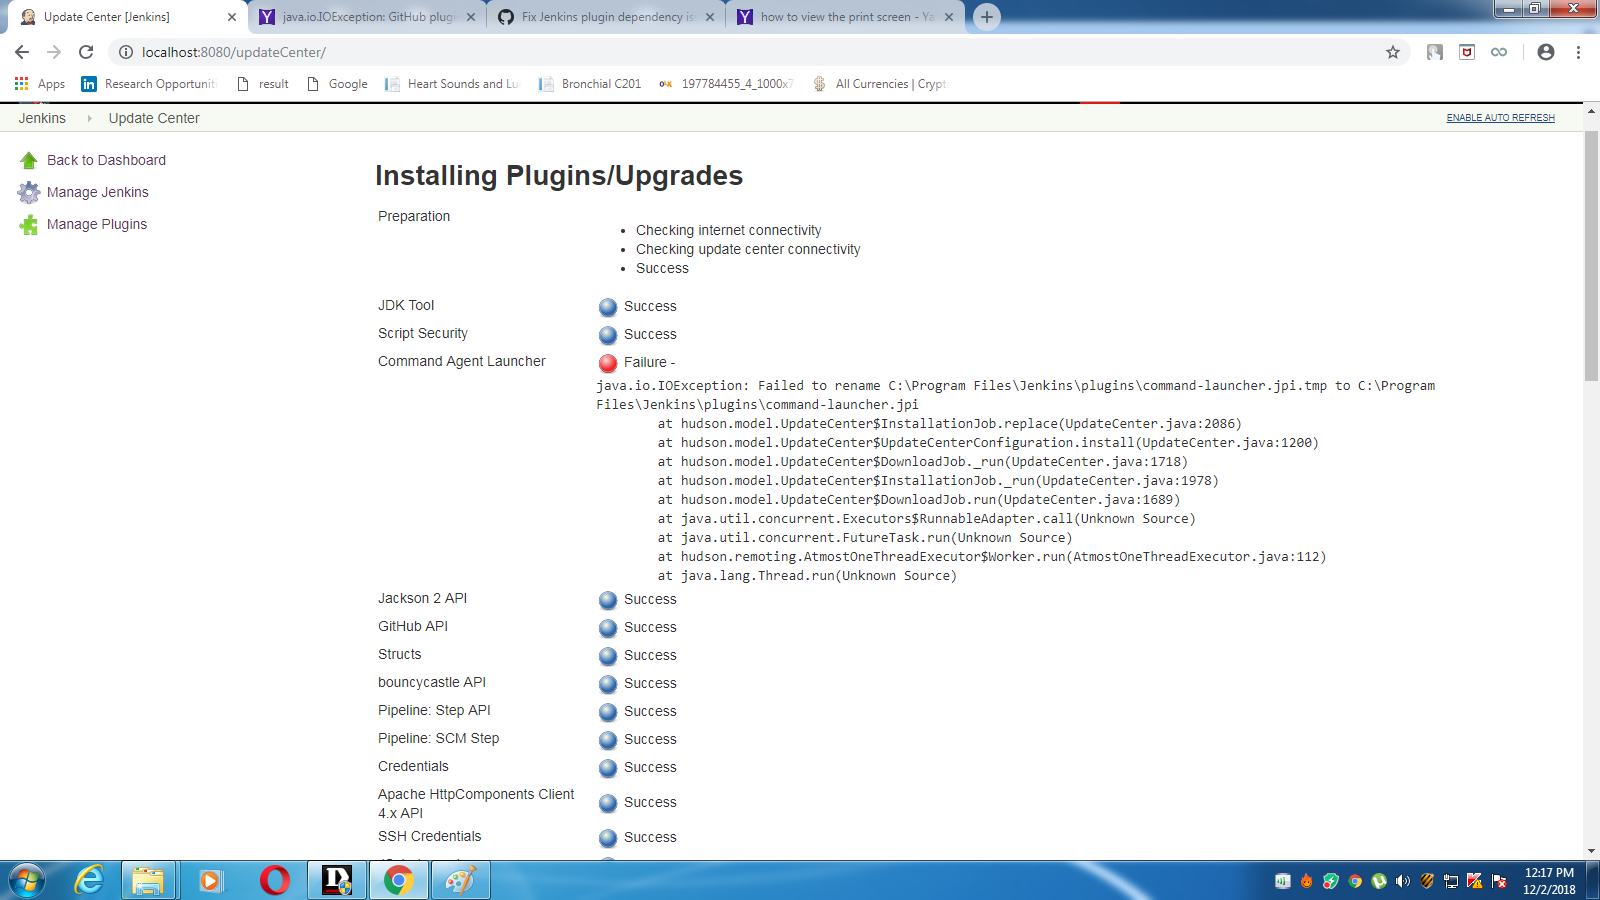 Update Center [Jenkins]
java.io.IOException: GitHub plugi
Fix Jenkins plugin dependency is
how to view the print screen - Ya
localhost:8080/updateCenter/
Apps
Research Opportuniti
result
Google
Heart Sounds and Lu
Bronchial C201
197784455_4_1000x7
All Currencies | Crypt
Jenkins
Update Center
ENABLE AUTO REFRESH
Back to Dashboard
Manage Jenkins
Manage Plugins
Installing Plugins/Upgrades
Preparation
Checking internet connectivity
Checking update center connectivity
Success
JDK Tool Success
Script Security Success
Command Agent Launcher Failure -
java.io.IOException: Failed to rename C:\Program Files\Jenkins\plugins\command-launcher.jpi.tmp to C:\Program
Files\Jenkins\plugins\command-launcher.jpi
at hudson.model.UpdateCenter$InstallationJob.replace(UpdateCenter.java:2086)
at hudson.model.UpdateCenter$UpdateCenterConfiguration.install(UpdateCenter.java:1200)
at hudson.model.UpdateCenter$DownloadJob._run(UpdateCenter.java:1718)
at hudson.model.UpdateCenter$InstallationJob._run(UpdateCenter.java:1978)
at hudson.model.UpdateCenter$DownloadJob.run(UpdateCenter.java:1689)
at java.util.concurrent.Executors$RunnableAdapter.call(Unknown Source)
at java.util.concurrent.FutureTask.run(Unknown Source)
at hudson.remoting.AtmostOneThreadExecutor$Worker.run(AtmostOneThreadExecutor.java:112)
at java.lang.Thread.run(Unknown Source)
Jackson 2 API Success
GitHub API Success
Structs Success
bouncycastle API Success
Pipeline: Step API Success
Pipeline: SCM Step Success
Credentials Success
Apache HttpComponents Client
4.x API Success
SSH Credentials Success
12:17 PM
12/2/2018